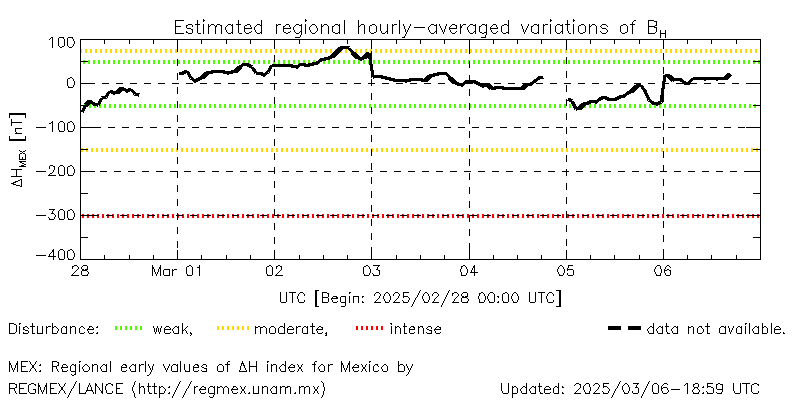 Estimated regional hourly-averaged variations of BH
100
0
-100
-200
-300
-400
ΔHMEX [nT]
28 Mar 01 02 03 04 05 06
UTC [Begin: 2025/02/28 00:00 UTC]
Disturbance: weak, moderate, intense data not available.
MEX: Regional early values of ΔH index for Mexico by
REGMEX/LANCE (http://regmex.unam.mx) Updated: 2025/03/06-18:59 UTC